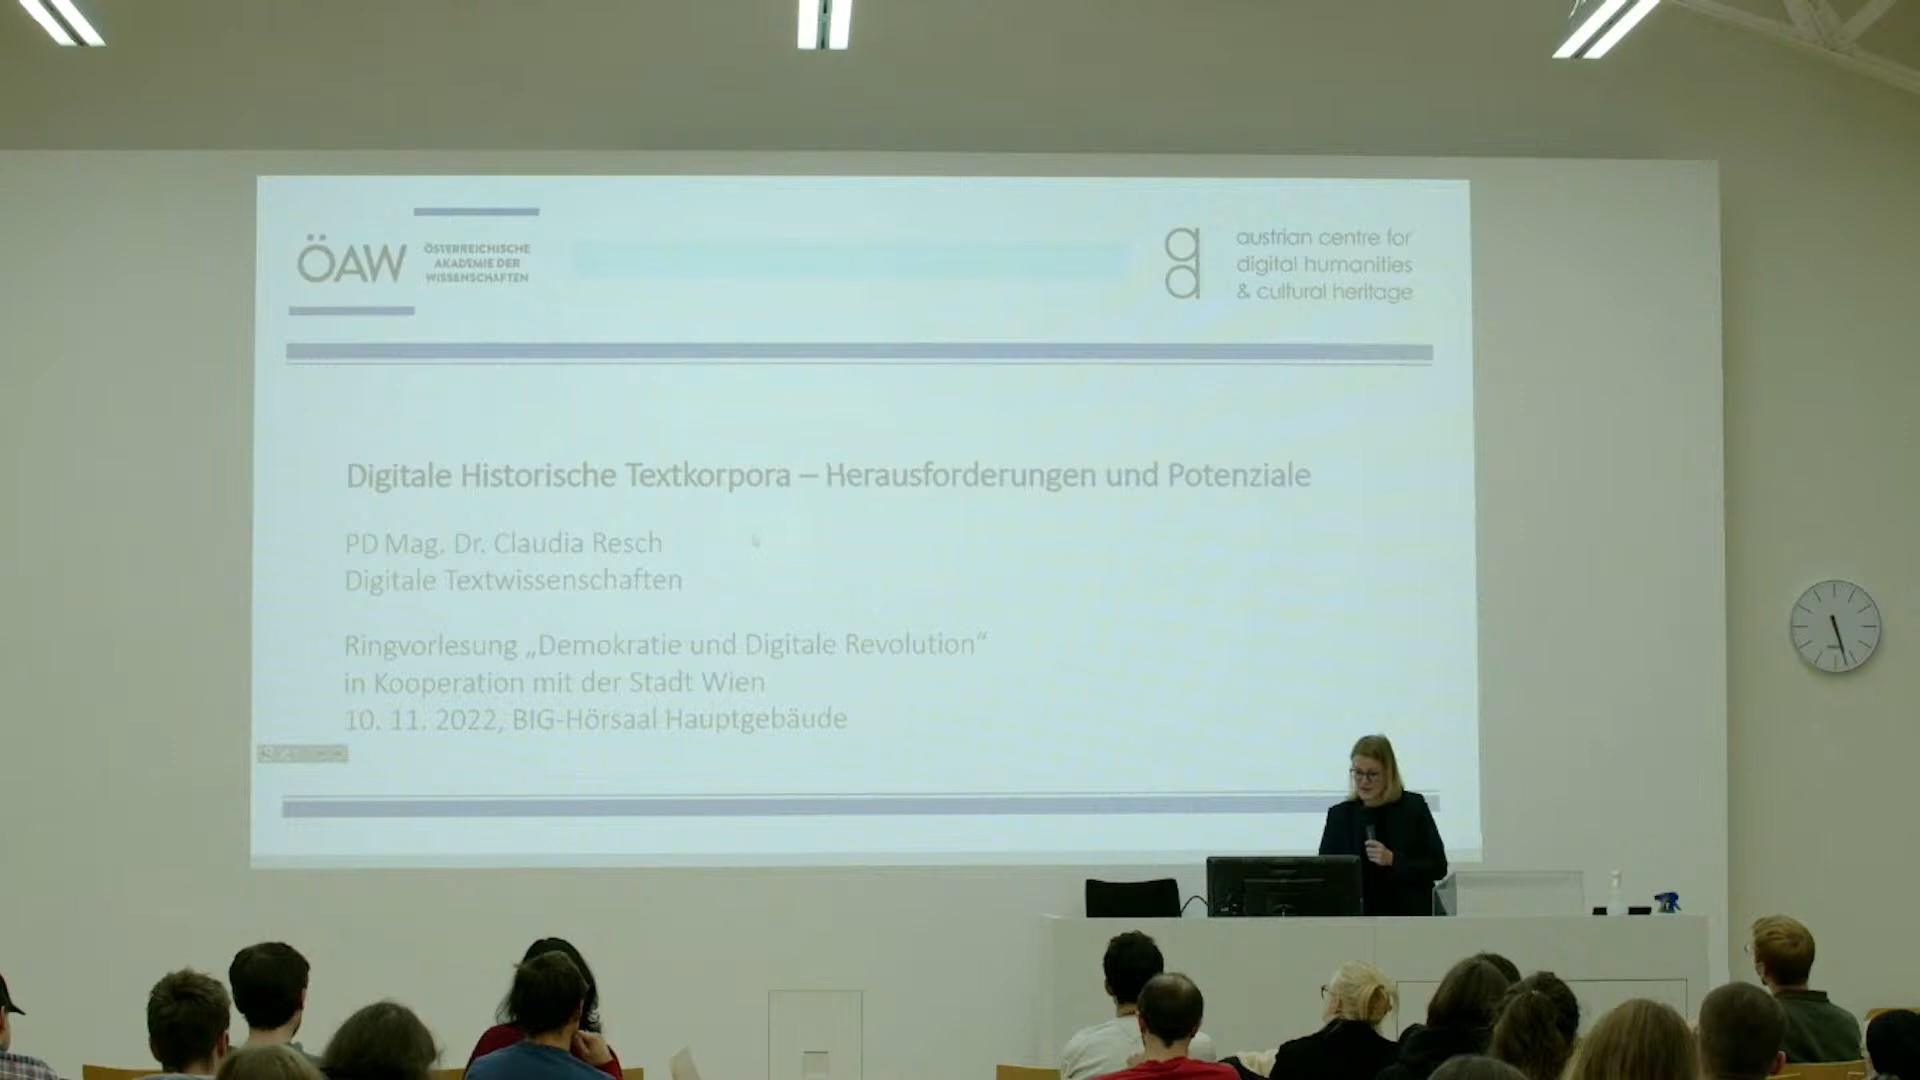 ÖAW
ÖSTERREICHISCHE
AKADEMIE DER
WISSENSCHAFTEN
austrian centre for
digital humanities
& cultural heritage
Digitale Historische Textkorpora – Herausforderungen und Potenziale
PD Mag. Dr. Claudia Resch
Digitale Textwissenschaften
Ringvorlesung „Demokratie und Digitale Revolution“
in Kooperation mit der Stadt Wien
10. 11. 2022, BIG-Hörsaal Hauptgebäude